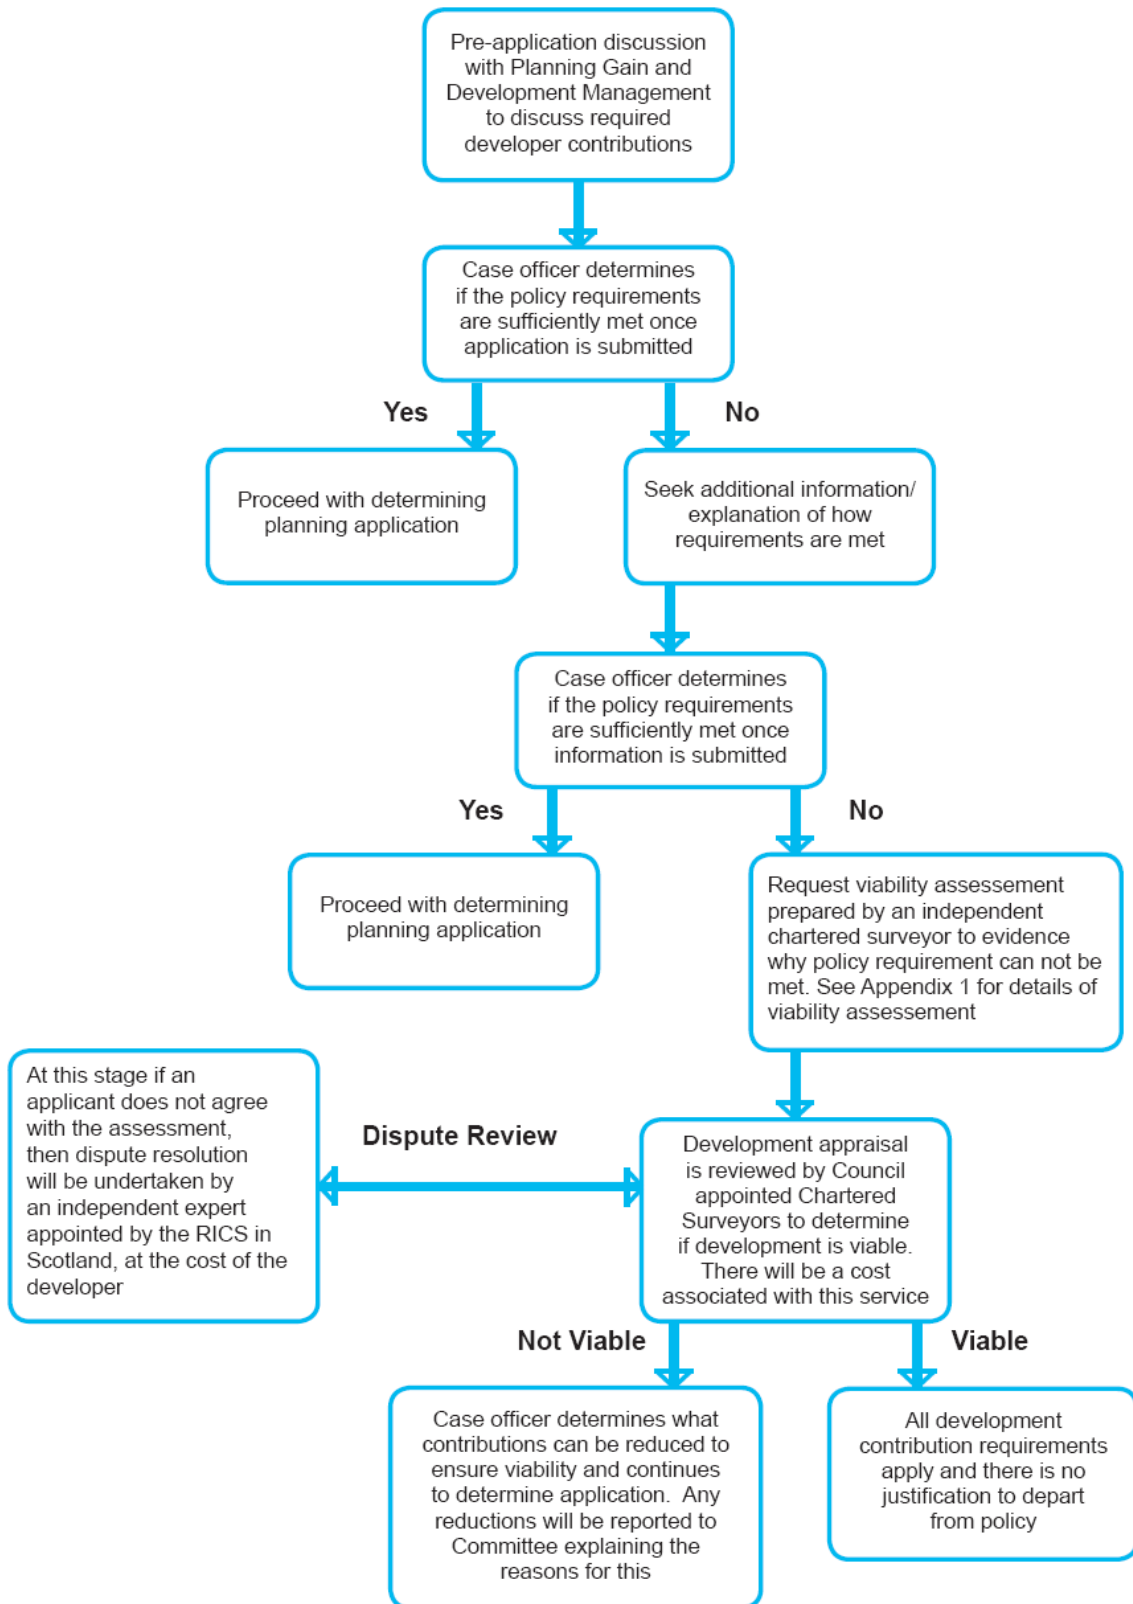 Pre-application discussion
with Planning Gain and
Development Management
to discuss required
developer contributions
Case officer determines
if the policy requirements
are sufficiently met once
application is submitted
Yes
No
Proceed with determining
planning application
Seek additional information/
explanation of how
requirements are met
Case officer determines
if the policy requirements
are sufficiently met once
information is submitted
Yes
No
Proceed with determining
planning application
Request viability assessement
prepared by an independent
chartered surveyor to evidence
why policy requirement can not be
met. See Appendix 1 for details of
viability assessment
At this stage if an
applicant does not agree
with the assessment,
then dispute resolution
will be undertaken by
an independent expert
appointed by the RICS in
Scotland, at the cost of the
developer
Dispute Review
Development appraisal
is reviewed by Council
appointed Chartered
Surveyors to determine
if development is viable.
There will be a cost
associated with this service
Not Viable
Viable
Case officer determines what
contributions can be reduced to
ensure viability and continues
to determine application. Any
reductions will be reported to
Committee explaining the
reasons for this
All development
contribution requirements
apply and there is no
justification to depart
from policy